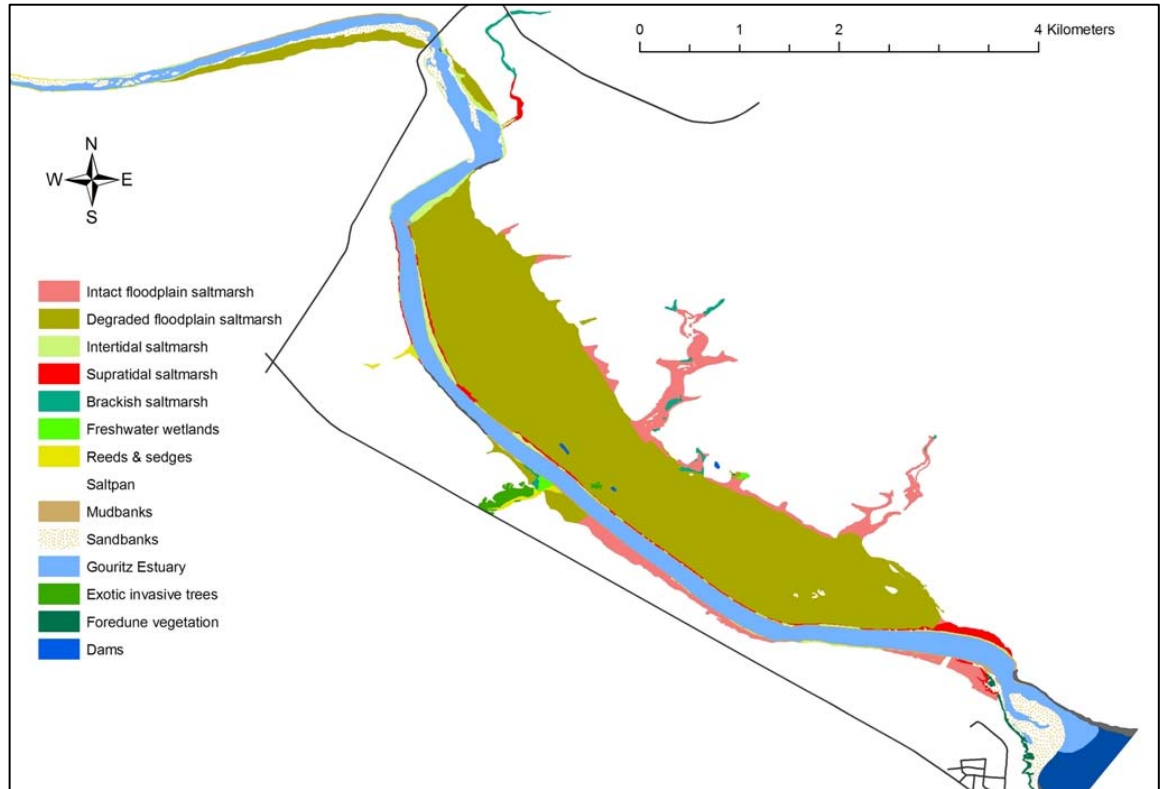 0 1 2 4 Kilometers
N
W E
S
Intact floodplain saltmarsh
Degraded floodplain saltmarsh
Intertidal saltmarsh
Supratidal saltmarsh
Brackish saltmarsh
Freshwater wetlands
Reeds & sedges
Saltpan
Mudbanks
Sandbanks
Gouritz Estuary
Exotic invasive trees
Foredune vegetation
Dams